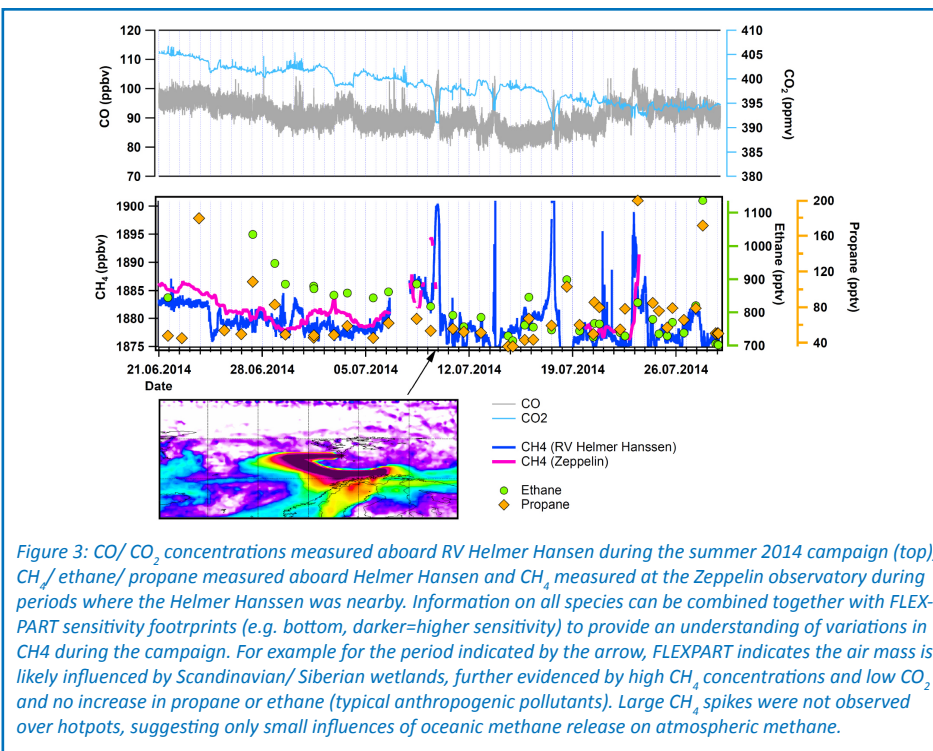 120
110
100
90
80
70
CO (ppbv)
410
405
400
395
390
385
380
CO2 (ppmv)
1900
1895
1890
1885
1880
1875
CH4 (ppbv)
1100
1000
900
800
700
Ethane (pptv)
200
160
120
80
40
Propane (pptv)
21.06.2014 28.06.2014 05.07.2014 12.07.2014 19.07.2014 26.07.2014
Date
CO
CO2
CH4 (RV Helmer Hanssen)
CH4 (Zeppelin)
Ethane
Propane
Figure 3: CO/ CO2 concentrations measured aboard RV Helmer Hansen during the summer 2014 campaign (top),
CH4/ ethane/ propane measured aboard Helmer Hansen and CH4 measured at the Zeppelin observatory during
periods where the Helmer Hanssen was nearby. Information on all species can be combined together with FLEX-
PART sensitivity footrprints (e.g. bottom, darker=higher sensitivity) to provide an understanding of variations in
CH4 during the campaign. For example for the period indicated by the arrow, FLEXPART indicates the air mass is
likely influenced by Scandinavian/ Siberian wetlands, further evidenced by high CH4 concentrations and low CO2
and no increase in propane or ethane (typical anthropogenic pollutants). Large CH4 spikes were not observed
over hotpots, suggesting only small influences of oceanic methane release on atmospheric methane.